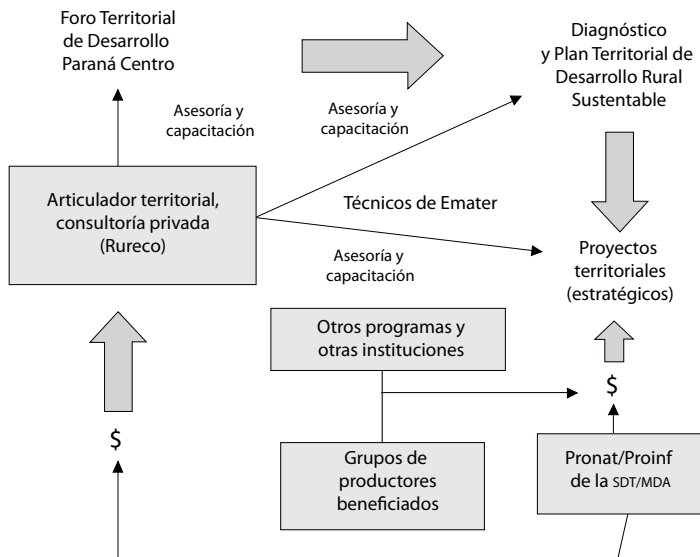 Foro Territorial
de Desarrollo
Paraná Centro
Diagnóstico
y Plan Territorial de
Desarrollo Rural
Sustentable
Asesoría y
capacitación
Asesoría y
capacitación
Articulador territorial,
consultoría privada
(Rureco)
Técnicos de Emater
Asesoría y
capacitación
Proyectos
territoriales
(estratégicos)
Otros programas y
otras instituciones
$
$
Grupos de
productores
beneficiados
Pronat/Proinf
de la SDT/MDA